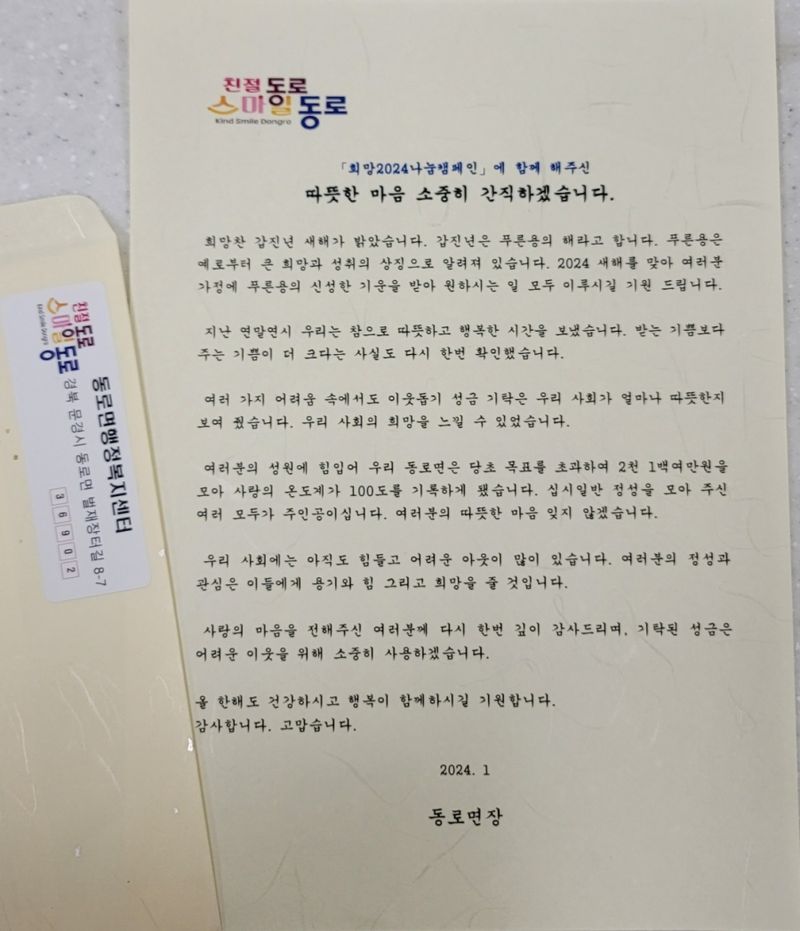 친절 도로
스마일 동로
Kind Smile Dongro
「희망2024나눔캠페인」에 함께 해주신
따뜻한 마음 소중히 간직하겠습니다.
희망찬 갑진년 새해가 밝았습니다. 갑진년은 푸른용의 해라고 합니다. 푸른용은
예로부터 큰 희망과 성취의 상징으로 알려져 있습니다. 2024 새해를 맞아 여러분
가정에 푸른용의 신성한 기운을 받아 원하시는 일 모두 이루시길 기원 드립니다.
지난 연말연시 우리는 참으로 따뜻하고 행복한 시간을 보냈습니다. 받는 기쁨보다
주는 기쁨이 더 크다는 사실도 다시 한번 확인했습니다.
여러 가지 어려움 속에서도 이웃돕기 성금 기탁은 우리 사회가 얼마나 따뜻한지
보여 줬습니다. 우리 사회의 희망을 느낄 수 있었습니다.
여러분의 성원에 힘입어 우리 동로면은 당초 목표를 초과하여 2천 1백여만원을
모아 사랑의 온도계가 100도를 기록하게 됐습니다. 십시일반 정성을 모아 주신
여러 모두가 주인공이십니다. 여러분의 따뜻한 마음 잊지 않겠습니다.
우리 사회에는 아직도 힘들고 어려운 아웃이 많이 있습니다. 여러분의 정성과
관심은 이들에게 용기와 힘 그리고 희망을 줄 것입니다.
사랑의 마음을 전해주신 여러분께 다시 한번 깊이 감사드리며, 기탁된 성금은
어려운 이웃을 위해 소중히 사용하겠습니다.
올 한해도 건강하시고 행복이 함께하시길 기원합니다.
감사합니다. 고맙습니다.
2024. 1
동로면장
친절 도로
스마일 동로
Kind Smile Dongro
동로면행정복지센터
경북 문경시 동로면 벌재장터길 8-7
36902